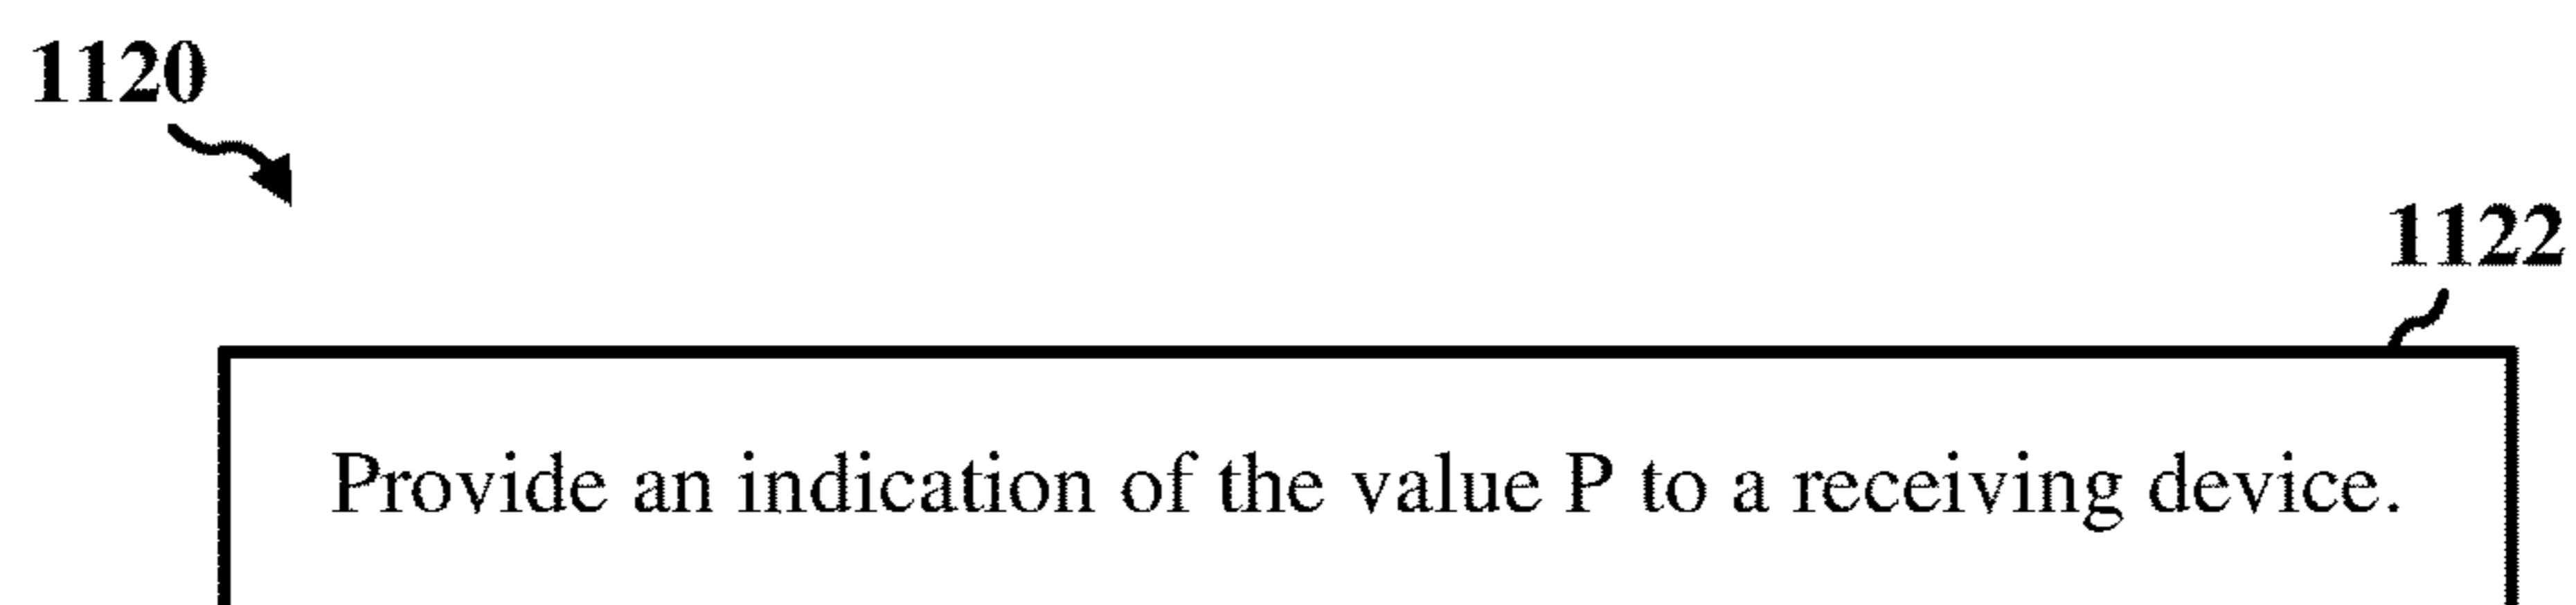 1120
1122
Provide an indication of the value P to a receiving device.